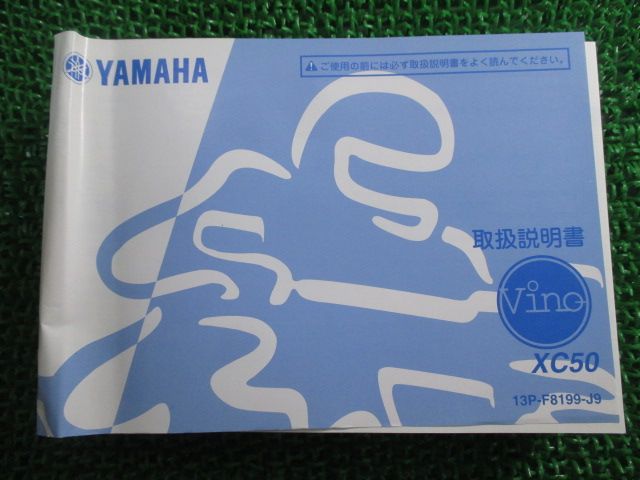 YAMAHA
ご使用の前には必ず取扱説明書をよく読んでください。
取扱説明書
Vino
XC50
13P-F8199-J9